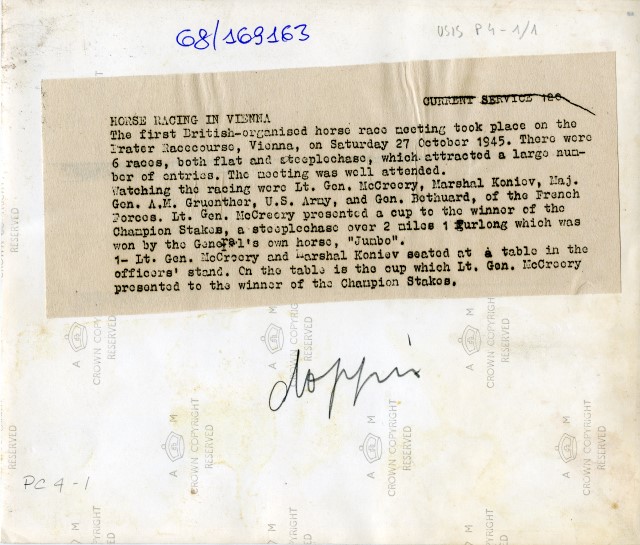 68/169163
USIS P4-1/1
CURRENT SERVICE 120
HORSE RACING IN VIENNA
The first British-organised horse race meeting took place on the
Prater Racecourse, Vienna, on Saturday 27 October 1945. There were
6 races, both flat and steeplechase, which attracted a large num-
ber of entries. The meeting was well attended.
Watching the racing were Lt. Gen. McCreery, Marshal Koniev, Maj.
Gen. A.M. Gruenther, U.S. Army, and Gen. Bethuard, of the French
Forces. Lt. Gen. McCreery presented a cup to the winner of the
Champion Stakes, a steeplechase over 2 miles 1 furlong which was
won by the General's own horse, "Jumbo".
1- Lt. Gen. McCreery and Marshal Koniev seated at a table in the
officers' stand. On the table is the cup which Lt. Gen. McCreery
presented to the winner of the Champion Stakes.
A M
CROWN COPYRIGHT
RESERVED
doppia
PC 4-1